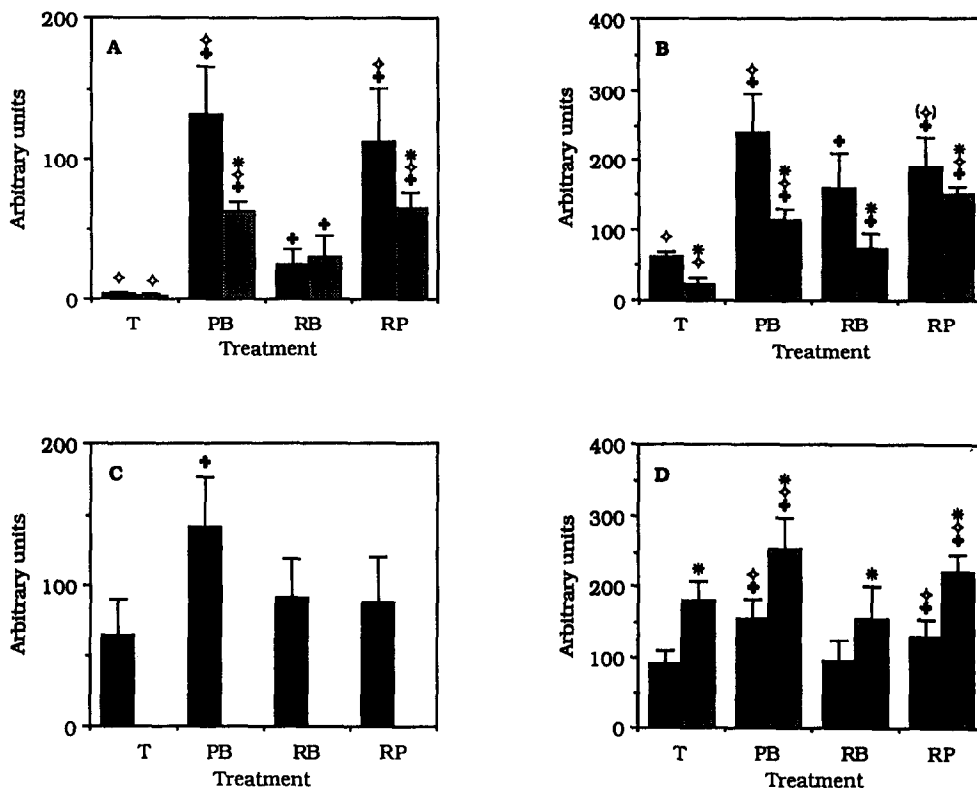 A
Arbitrary units
200
100
0
T PB RB RP
Treatment
B
Arbitrary units
400
300
200
100
0
(✧)
T PB RB RP
Treatment
C
Arbitrary units
200
100
0
T PB RB RP
Treatment
D
Arbitrary units
400
300
200
100
0
T PB RB RP
Treatment